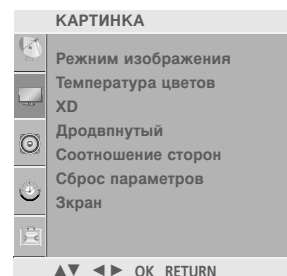 КАРТИНКА
Режим изображения
Температура цветов
XD
Дродвпнутый
Соотношение сторон
Сброс параметров
Зкран
▲▼ ◄► OK RETURN